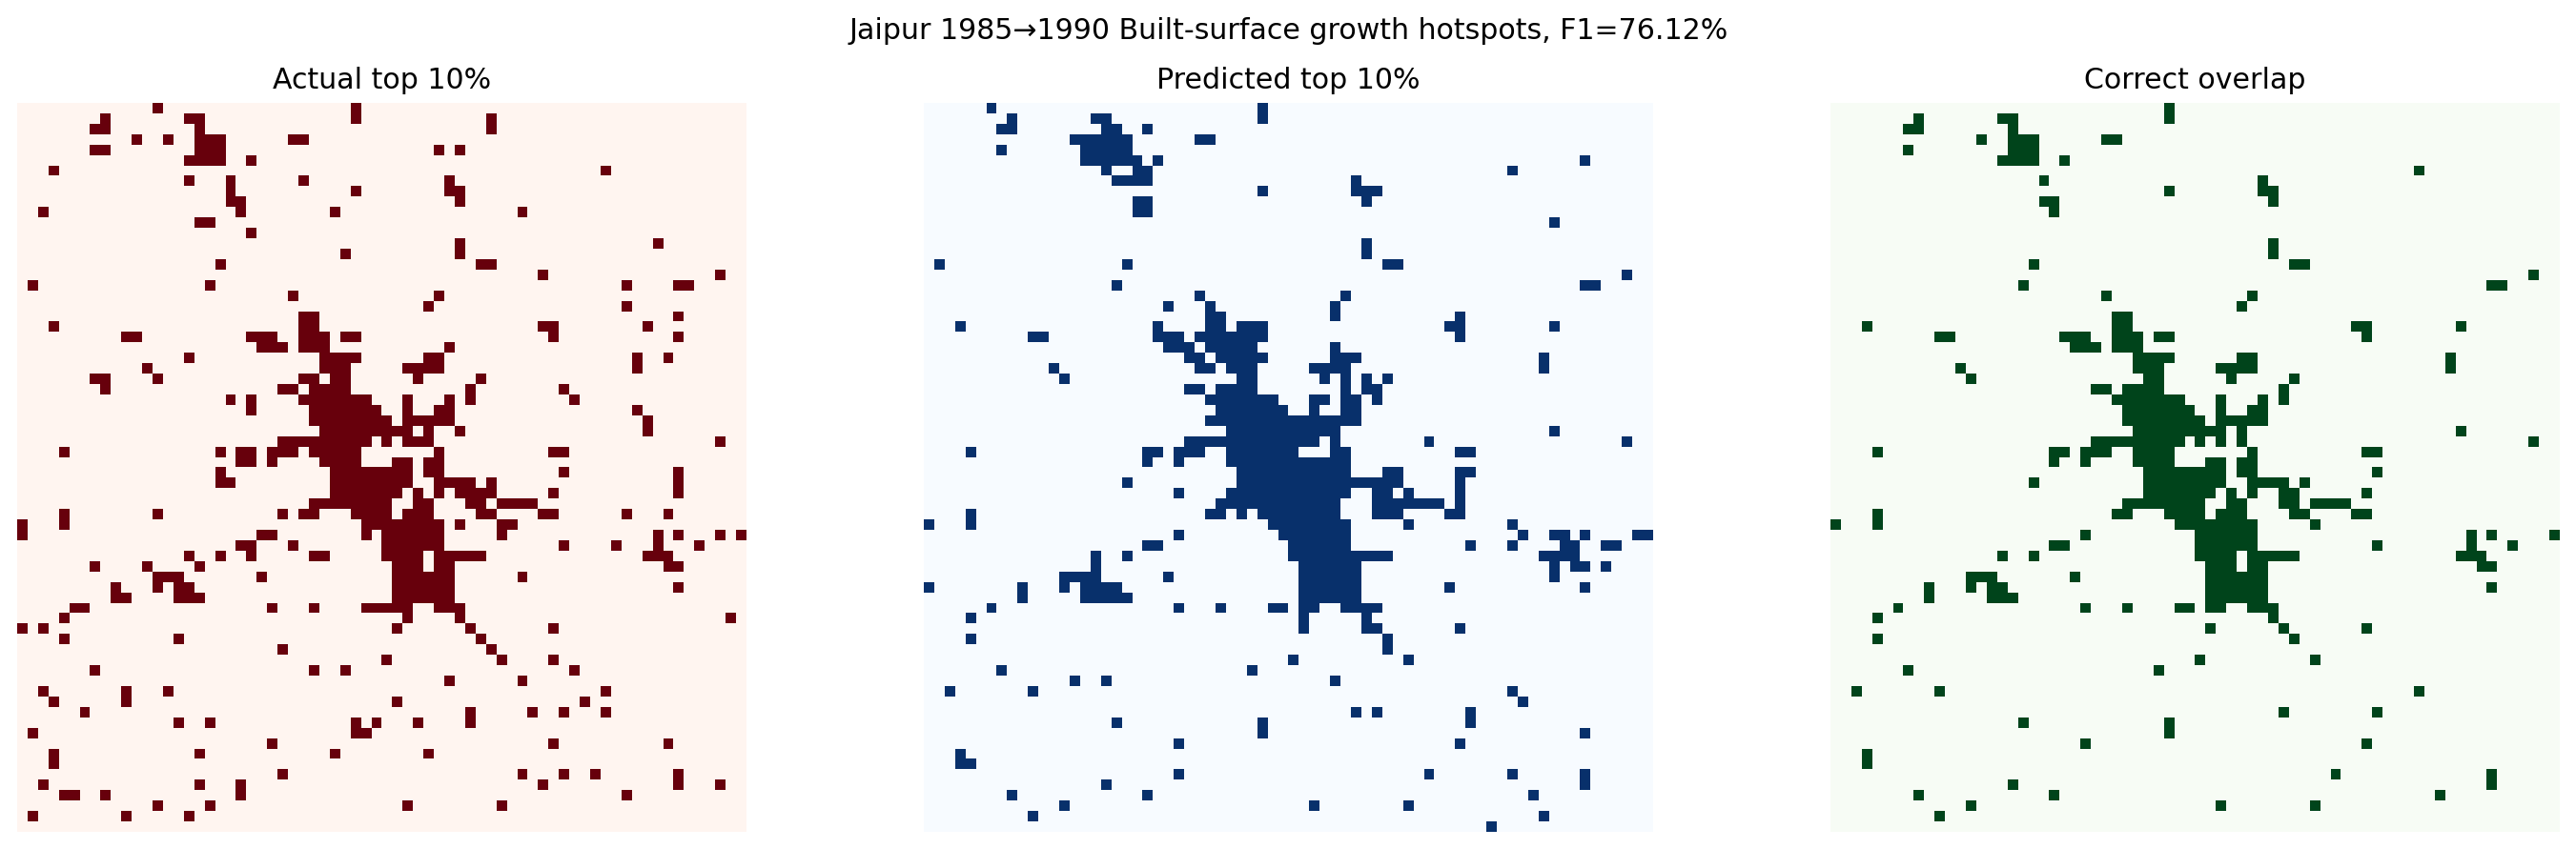 Jaipur 1985→1990 Built-surface growth hotspots, F1=76.12%
Actual top 10%
Predicted top 10%
Correct overlap